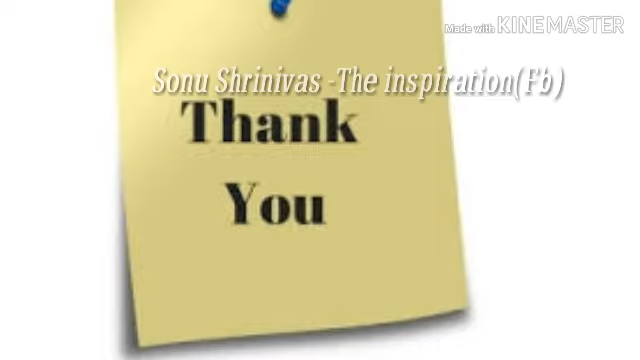 Made with KINEMASTER
Sonu Shrinivas -The inspiration(Fb)
Thank
You